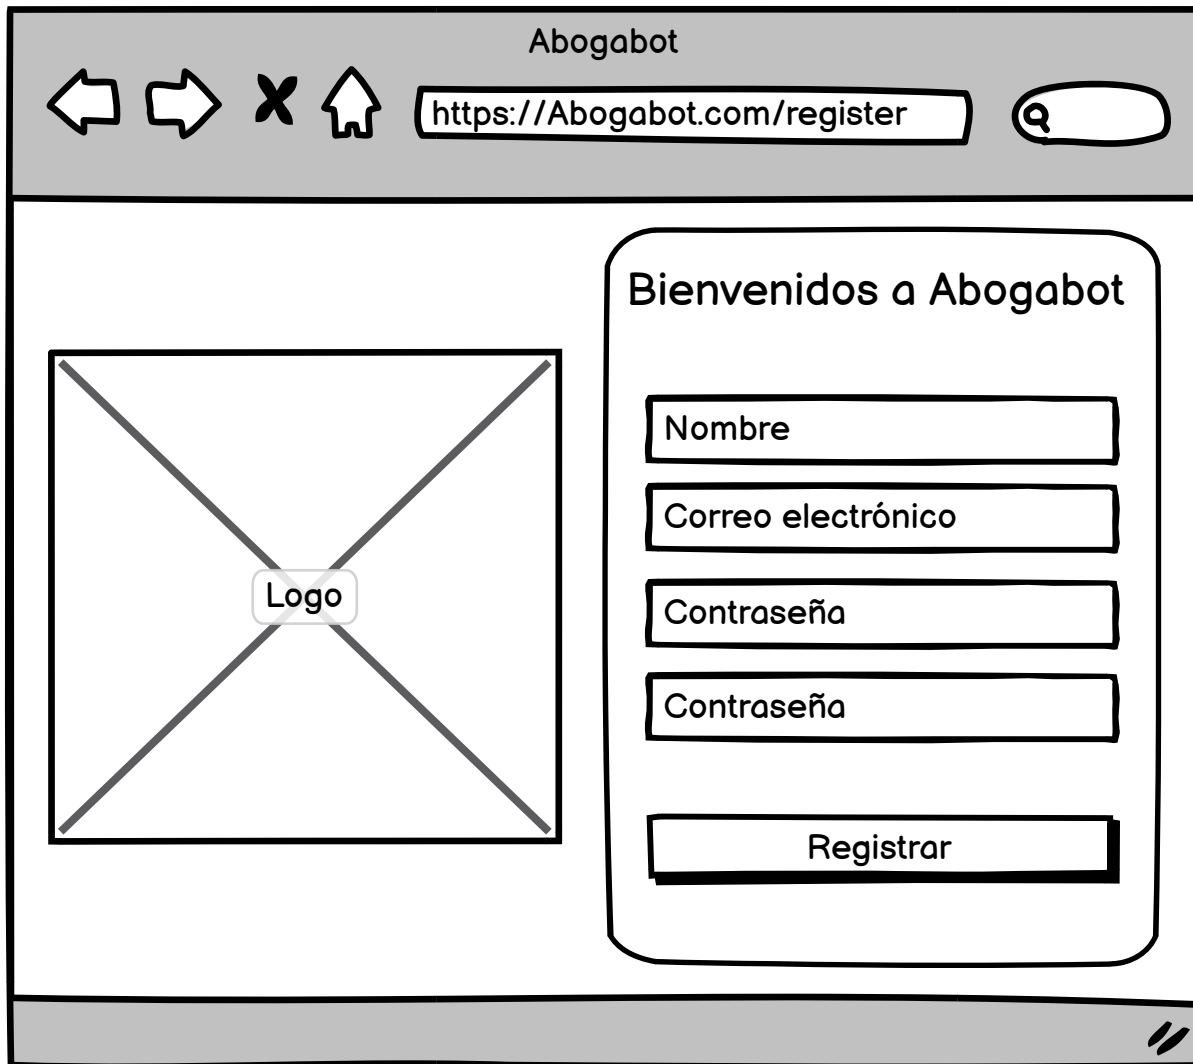 Abogabot
https://Abogabot.com/register
Bienvenidos a Abogabot
Nombre
Correo electrónico
Logo
Contraseña
Contraseña
Registrar